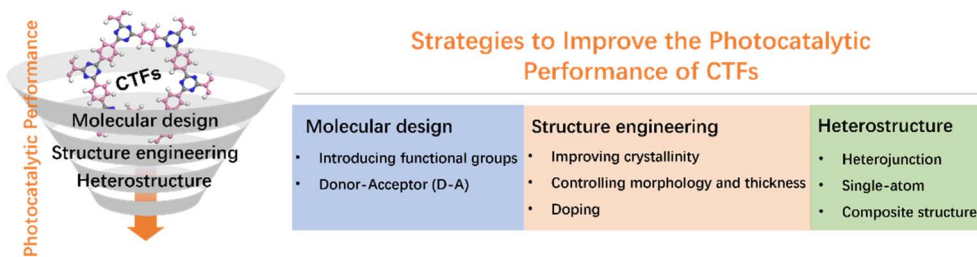 Photocatalytic Performance
CTFs
Molecular design
Structure engineering
Heterostructure
Strategies to Improve the Photocatalytic
Performance of CTFs
Molecular design
• Introducing functional groups
• Donor-Acceptor (D-A)
Structure engineering
• Improving crystallinity
• Controlling morphology and thickness
• Doping
Heterostructure
• Heterojunction
• Single-atom
• Composite structure